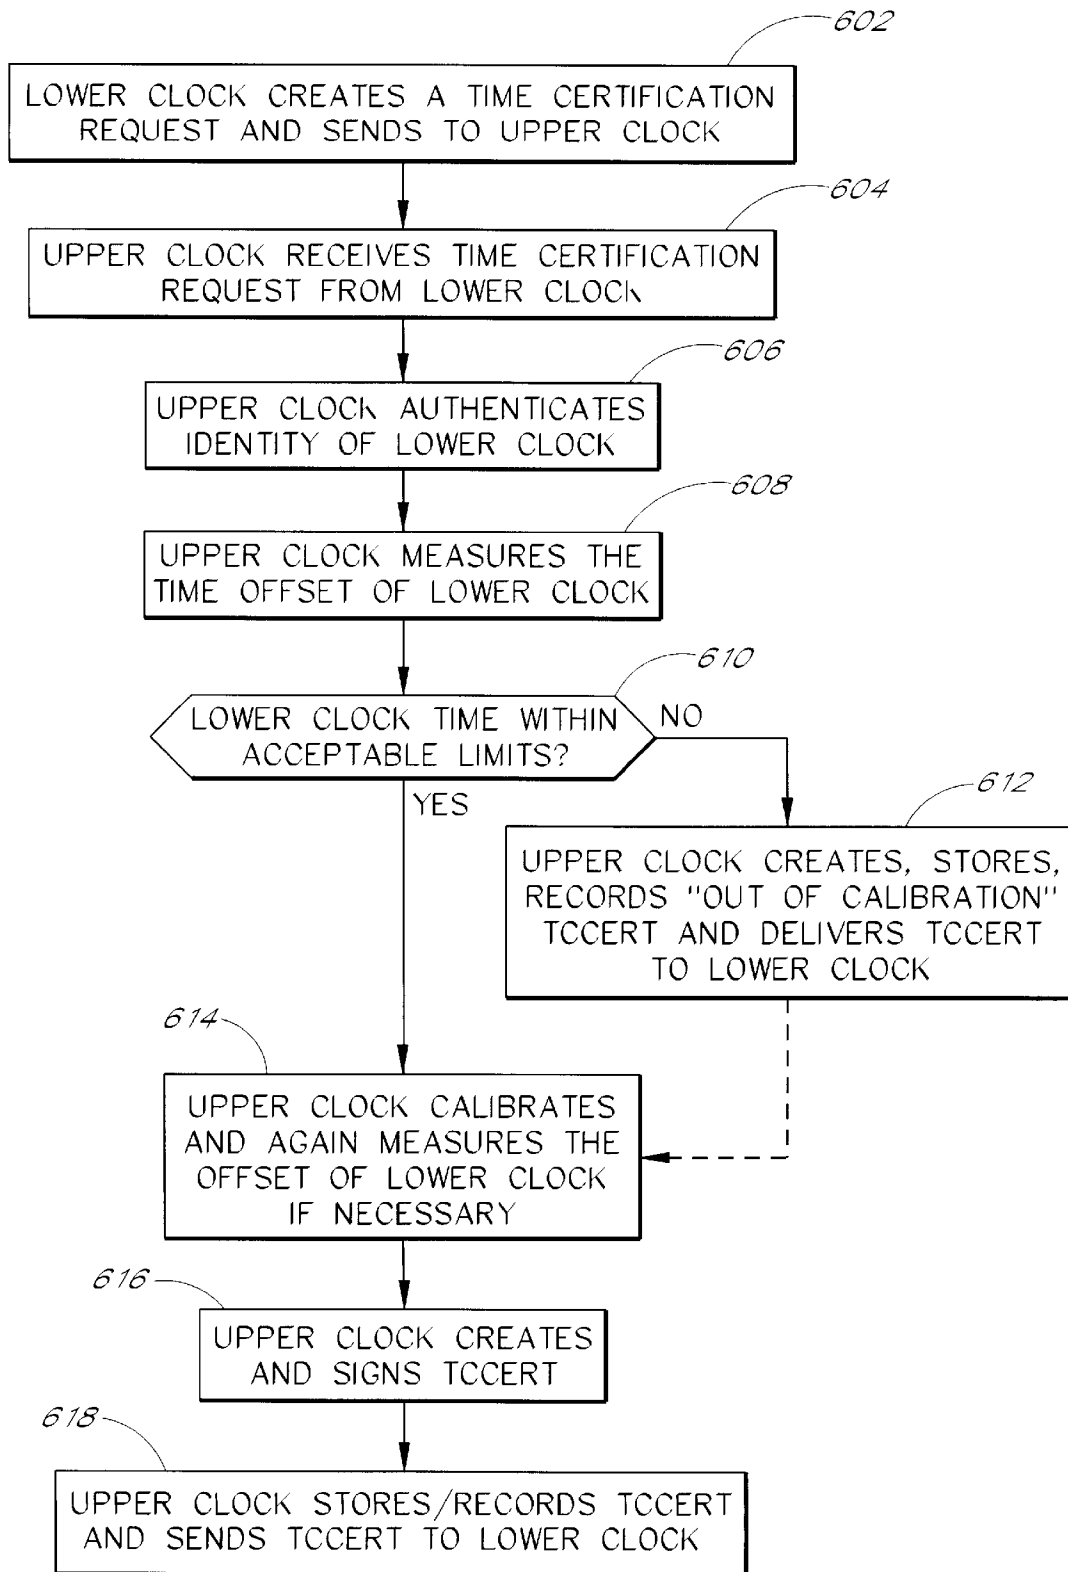 602
LOWER CLOCK CREATES A TIME CERTIFICATION
REQUEST AND SENDS TO UPPER CLOCK
604
UPPER CLOCK RECEIVES TIME CERTIFICATION
REQUEST FROM LOWER CLOCK
606
UPPER CLOCK AUTHENTICATES
IDENTITY OF LOWER CLOCK
608
UPPER CLOCK MEASURES THE
TIME OFFSET OF LOWER CLOCK
610
LOWER CLOCK TIME WITHIN
ACCEPTABLE LIMITS?
NO
YES
612
UPPER CLOCK CREATES, STORES,
RECORDS "OUT OF CALIBRATION"
TCCERT AND DELIVERS TCCERT
TO LOWER CLOCK
614
UPPER CLOCK CALIBRATES
AND AGAIN MEASURES THE
OFFSET OF LOWER CLOCK
IF NECESSARY
616
UPPER CLOCK CREATES
AND SIGNS TCCERT
618
UPPER CLOCK STORES/RECORDS TCCERT
AND SENDS TCCERT TO LOWER CLOCK